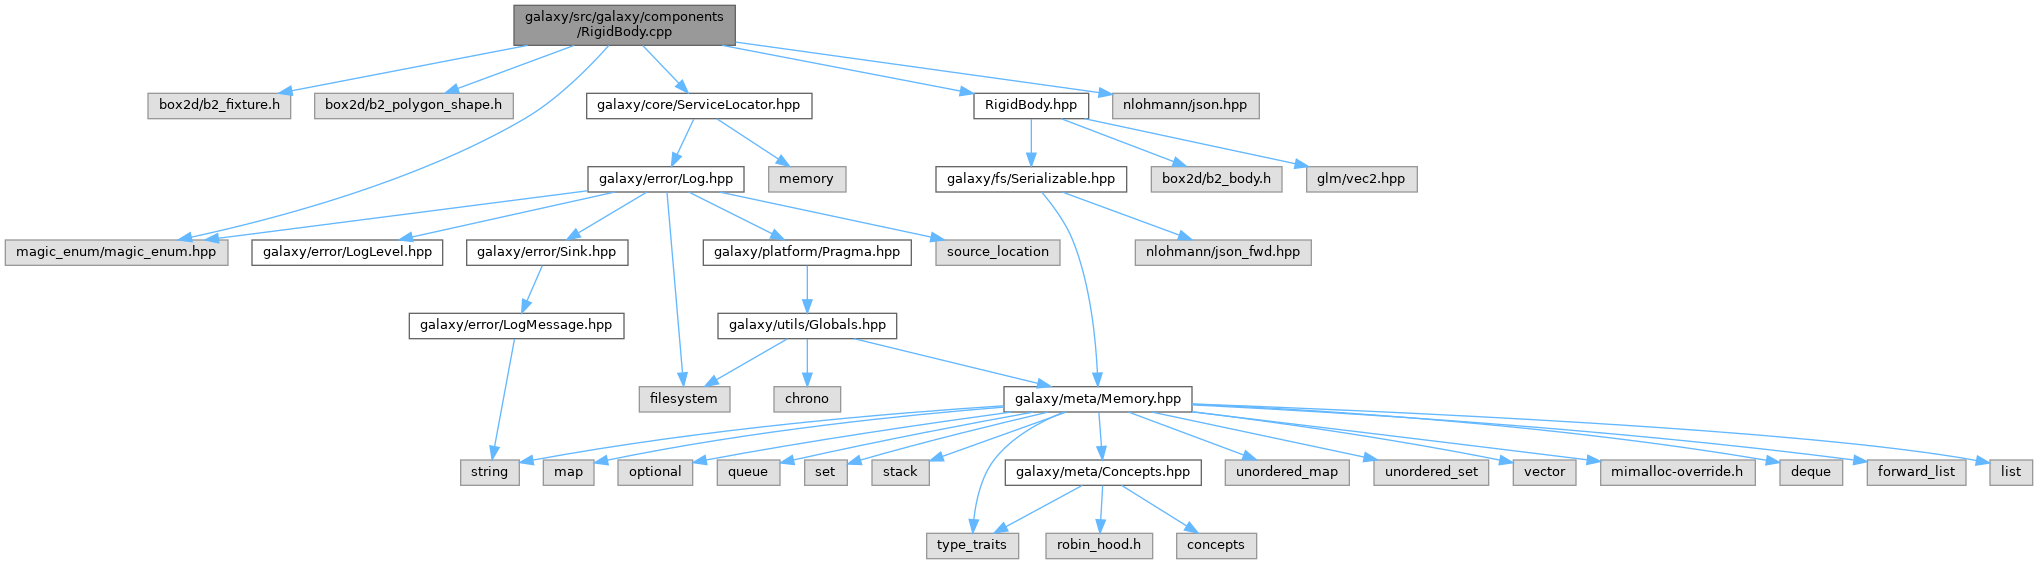 galaxy/src/galaxy/components
/RigidBody.cpp
box2d/b2_fixture.h
box2d/b2_polygon_shape.h
galaxy/core/ServiceLocator.hpp
RigidBody.hpp
nlohmann/json.hpp
galaxy/error/Log.hpp
memory
galaxy/fs/Serializable.hpp
box2d/b2_body.h
glm/vec2.hpp
magic_enum/magic_enum.hpp
galaxy/error/LogLevel.hpp
galaxy/error/Sink.hpp
galaxy/platform/Pragma.hpp
source_location
nlohmann/json_fwd.hpp
galaxy/error/LogMessage.hpp
galaxy/utils/Globals.hpp
filesystem
chrono
galaxy/meta/Memory.hpp
string
map
optional
queue
set
stack
galaxy/meta/Concepts.hpp
unordered_map
unordered_set
vector
mimalloc-override.h
deque
forward_list
list
type_traits
robin_hood.h
concepts